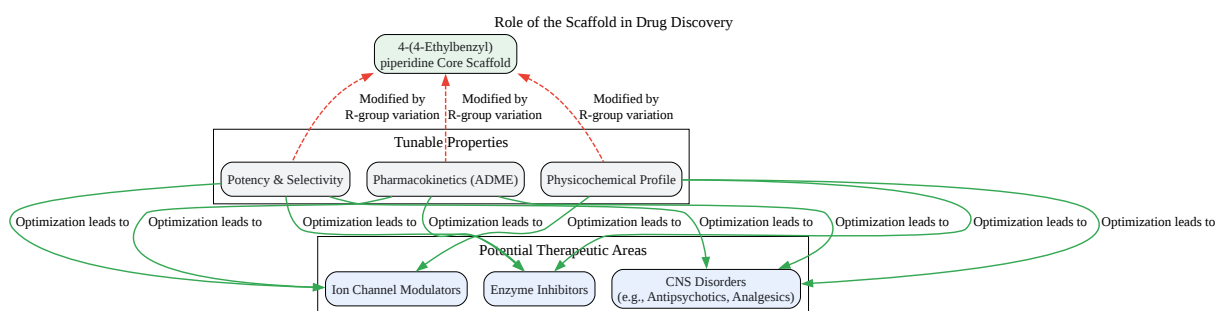 Role of the Scaffold in Drug Discovery
4-(4-Ethylbenzyl)
piperidine Core Scaffold
Modified by
R-group variation
Modified by
R-group variation
Modified by
R-group variation
Tunable Properties
Potency & Selectivity
Pharmacokinetics (ADME)
Physicochemical Profile
Optimization leads to
Optimization leads to
Optimization leads to
Optimization leads to
Optimization leads to
Optimization leads to
Optimization leads to
Optimization leads to
Optimization leads to
Potential Therapeutic Areas
Ion Channel Modulators
Enzyme Inhibitors
CNS Disorders
(e.g., Antipsychotics, Analgesics)